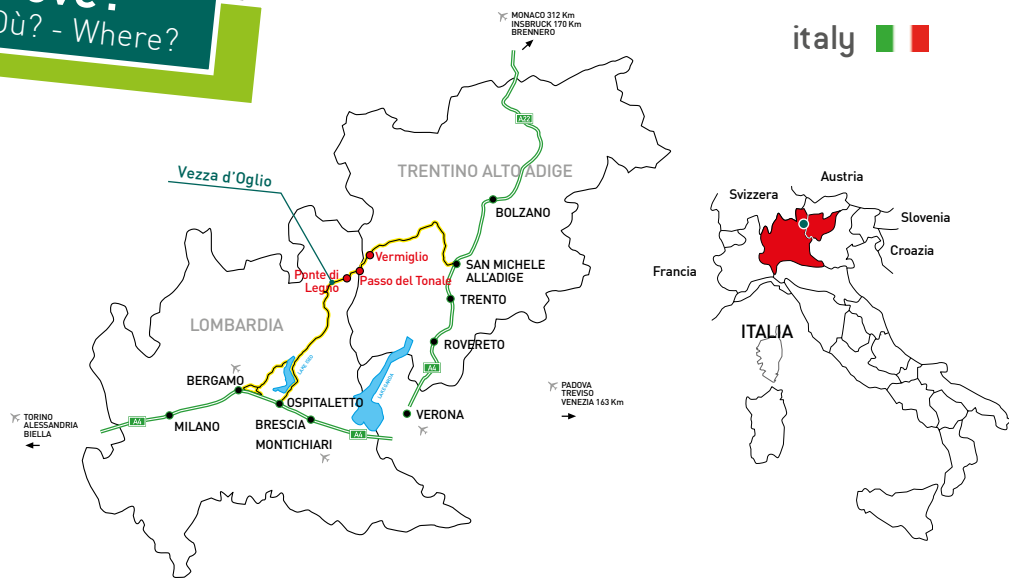 Où? - Where?
italy
MONACO 312 Km
INSBRUCK 170 Km
BRENNERO
A22
TRENTINO ALTO ADIGE
Vezza d'Oglio
BOLZANO
Vermiglio
Passo del Tonale
Ponte di
Legno
SAN MICHELE
ALL'ADIGE
TRENTO
LOMBARDIA
ROVERETO
A4
LAKE GARDA
BERGAMO
OSPITALETTO
VERONA
PADOVA
TREVISO
VENEZIA 163 Km
TORINO
ALESSANDRIA
BIELLA
A4
MILANO
BRESCIA
A4
MONTICHIARI
Austria
Svizzera
Slovenia
Croazia
Francia
ITALIA